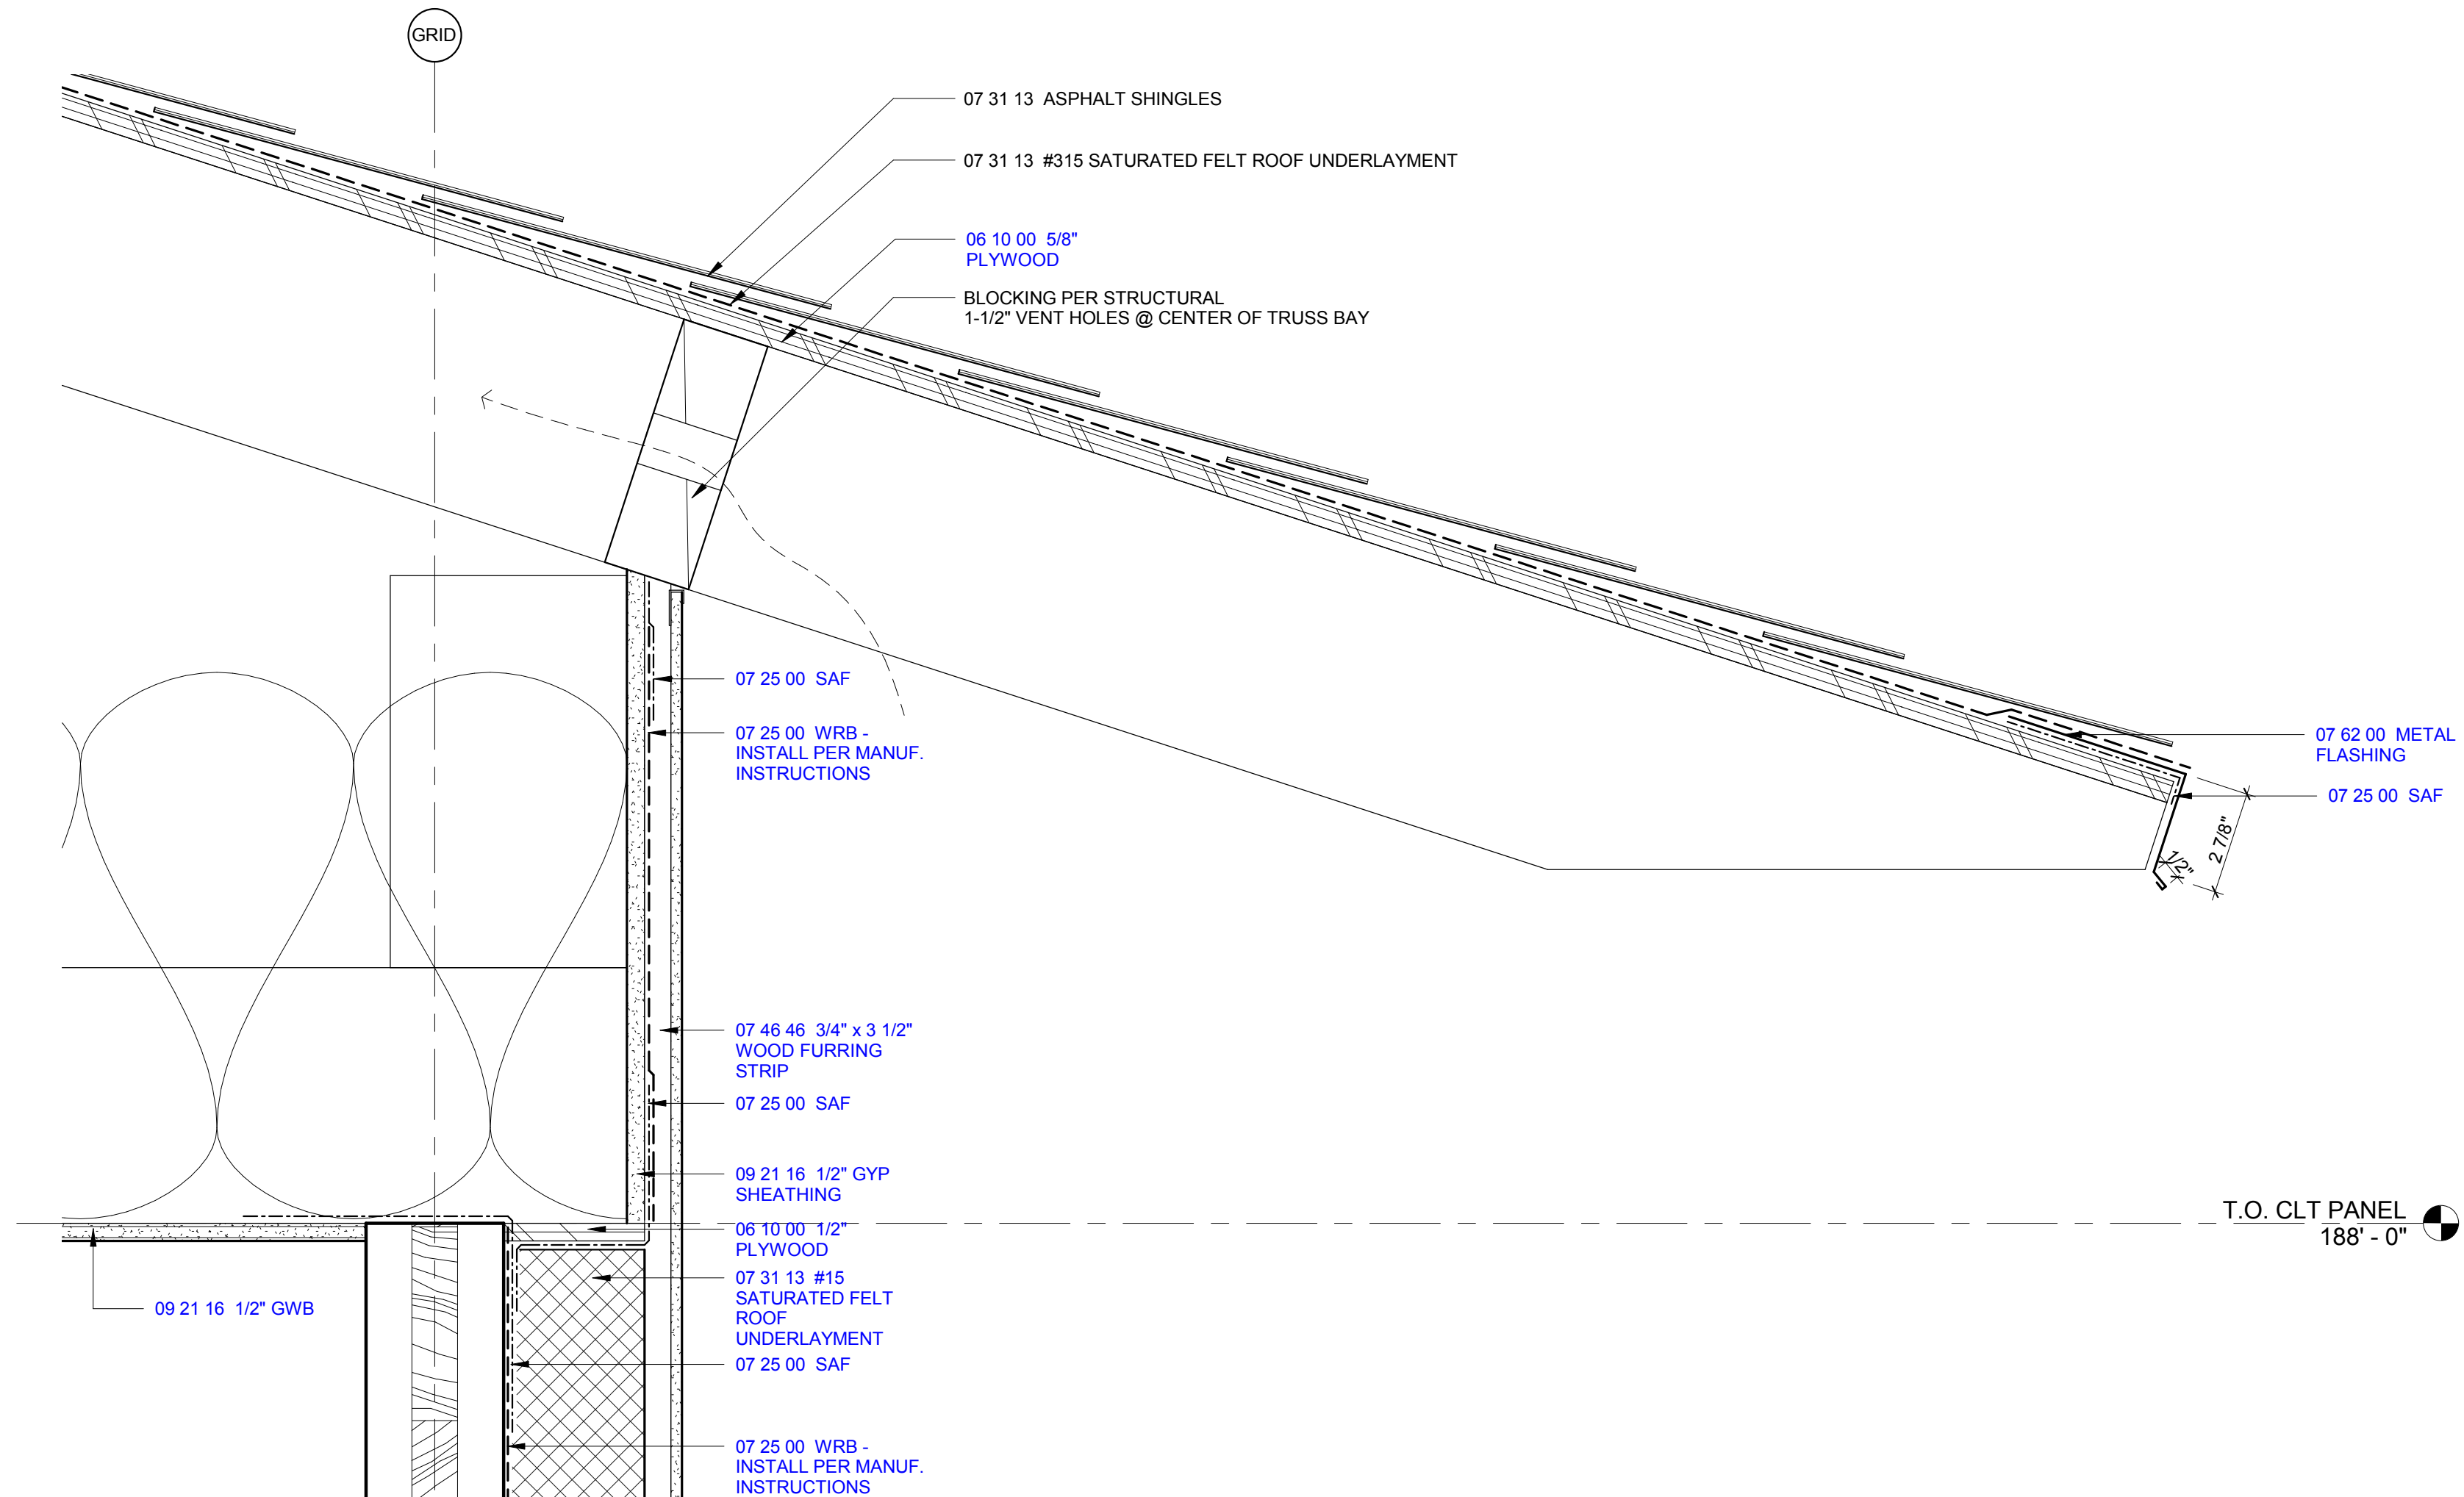 GRID
07 31 13  ASPHALT SHINGLES
07 31 13  #315 SATURATED FELT ROOF UNDERLAYMENT
06 10 00  5/8"
PLYWOOD
BLOCKING PER STRUCTURAL
1-1/2" VENT HOLES @ CENTER OF TRUSS BAY
07 25 00  SAF
07 25 00  WRB -
INSTALL PER MANUF.
INSTRUCTIONS
07 62 00  METAL
FLASHING
07 25 00  SAF
2 7/8"
1/2"
07 46 46  3/4" x 3 1/2"
WOOD FURRING
STRIP
07 25 00  SAF
09 21 16  1/2" GYP
SHEATHING
06 10 00  1/2"
PLYWOOD
T.O. CLT PANEL
188' - 0"
07 31 13  #15
SATURATED FELT
ROOF
UNDERLAYMENT
09 21 16  1/2" GWB
07 25 00  SAF
07 25 00  WRB -
INSTALL PER MANUF.
INSTRUCTIONS